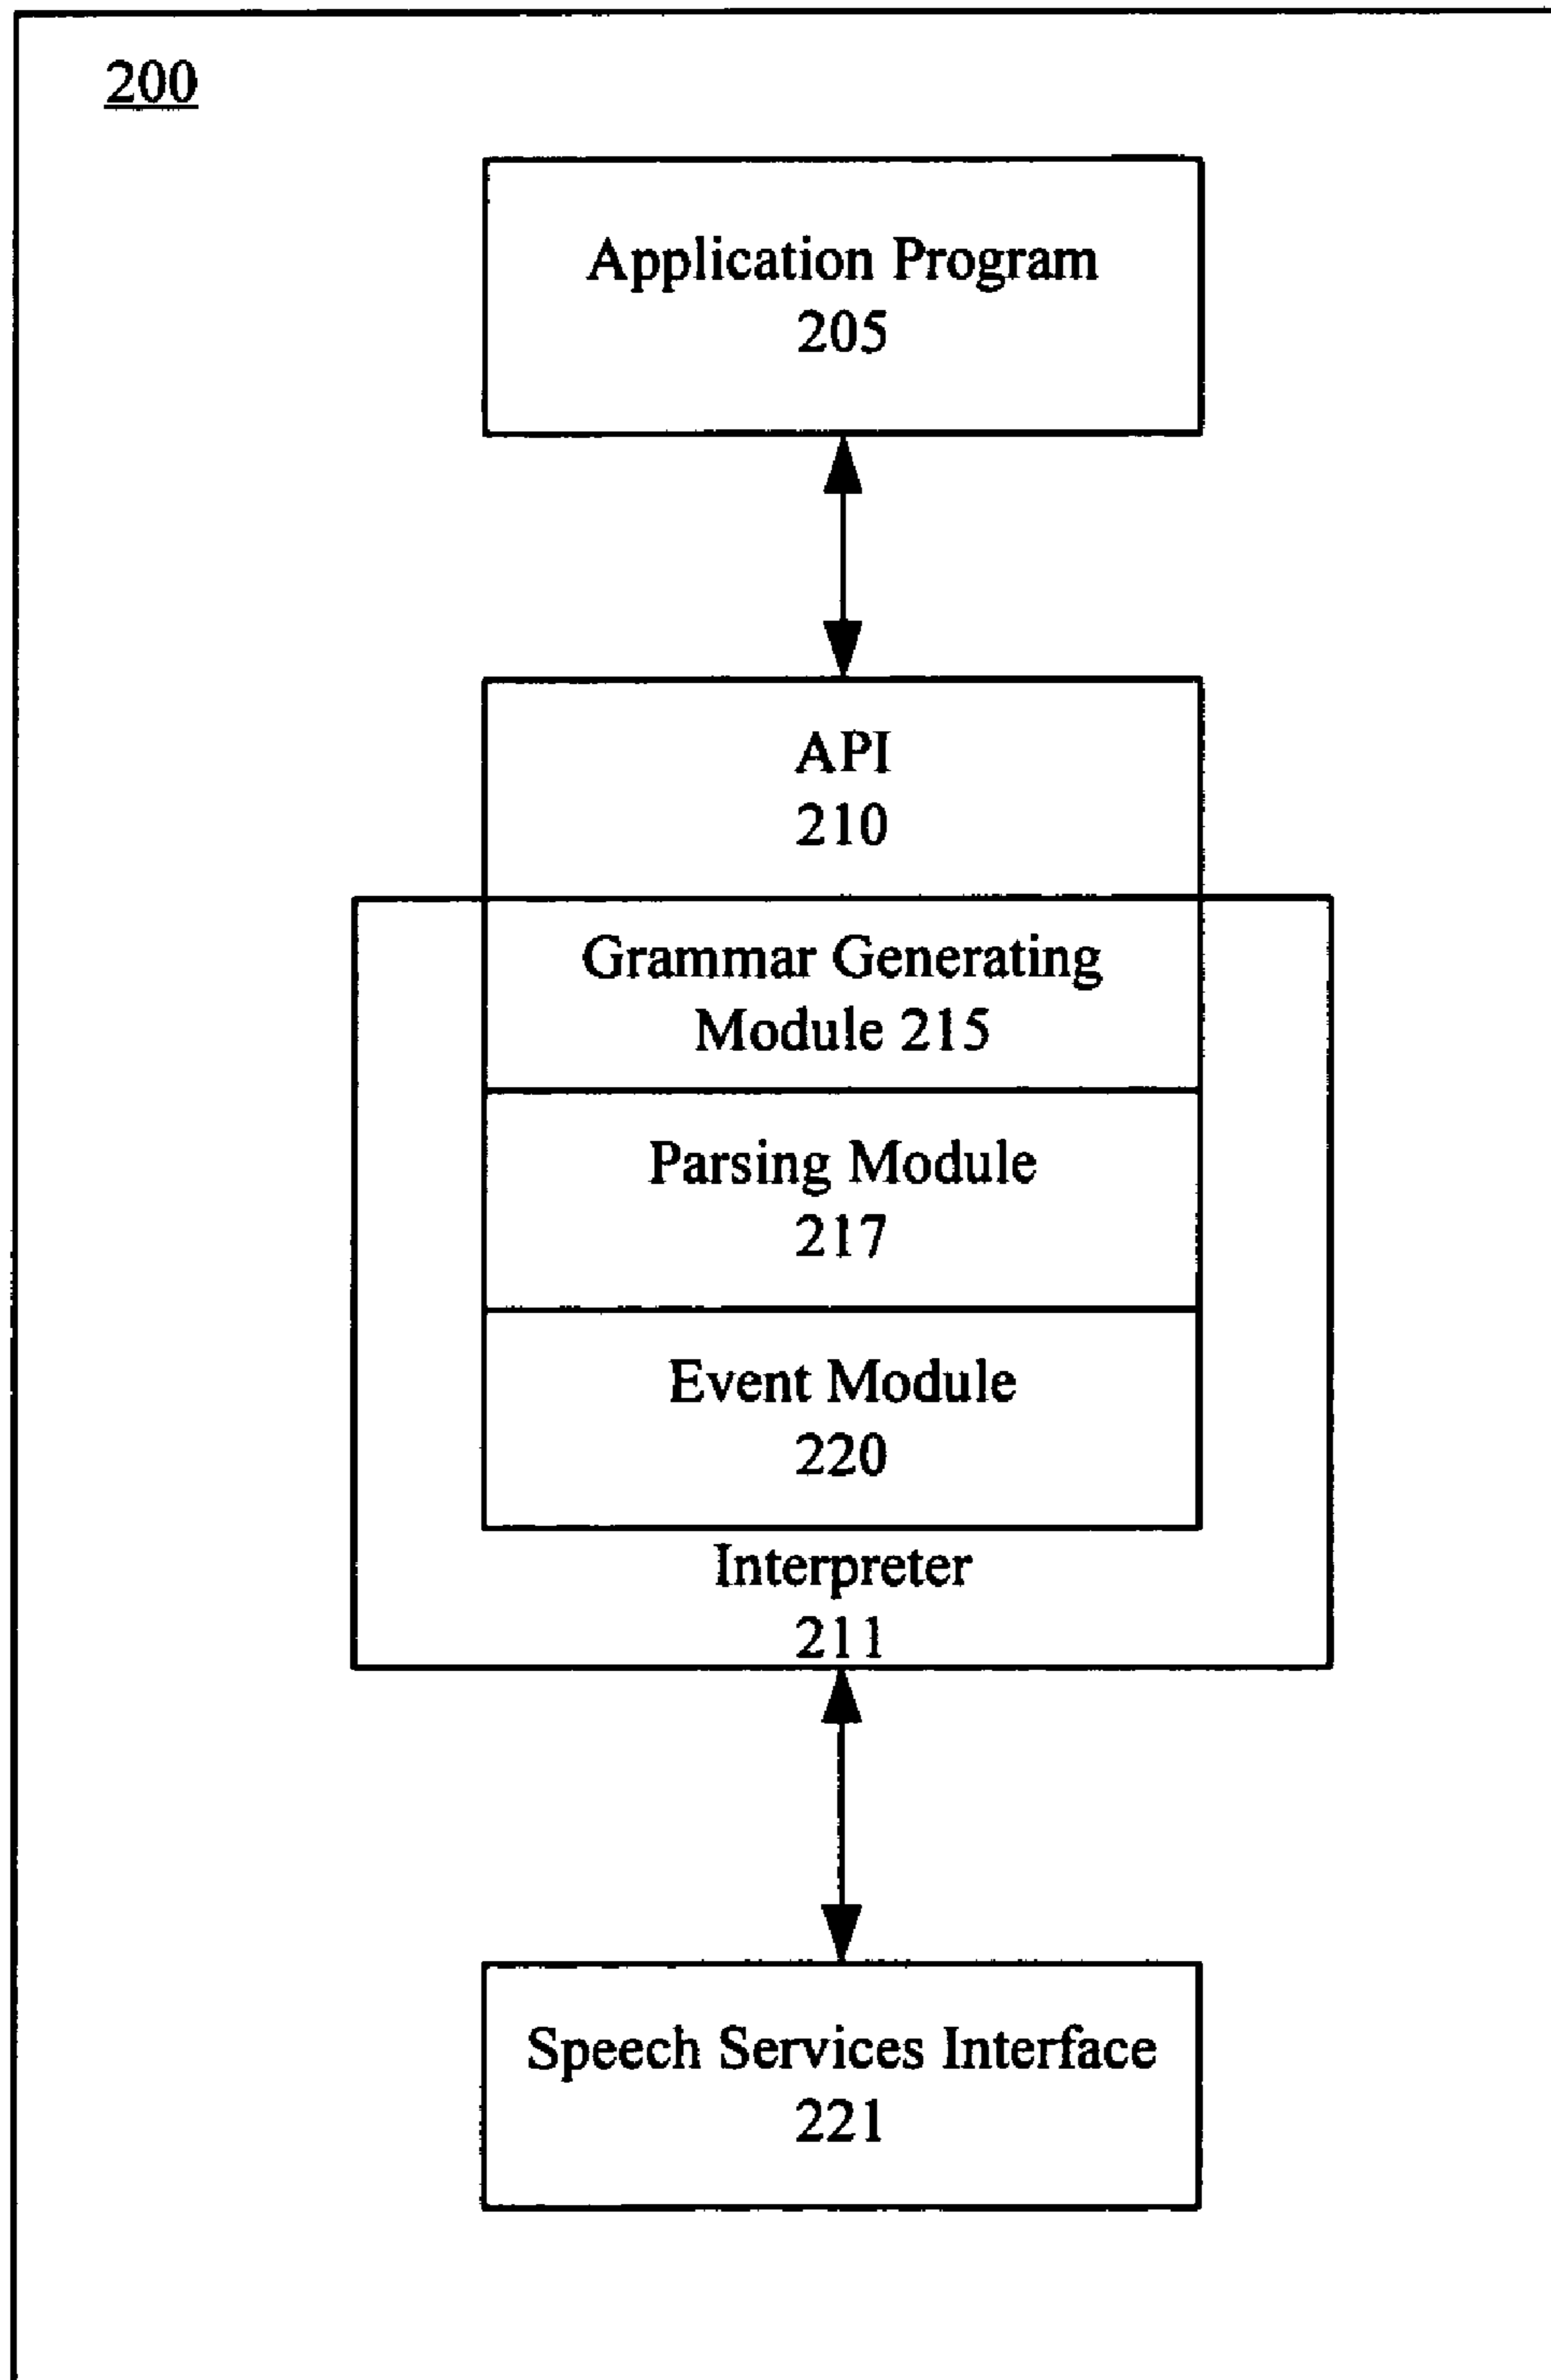 200
Application Program
205
API
210
Grammar Generating
Module 215
Parsing Module
217
Event Module
220
Interpreter
211
Speech Services Interface
221